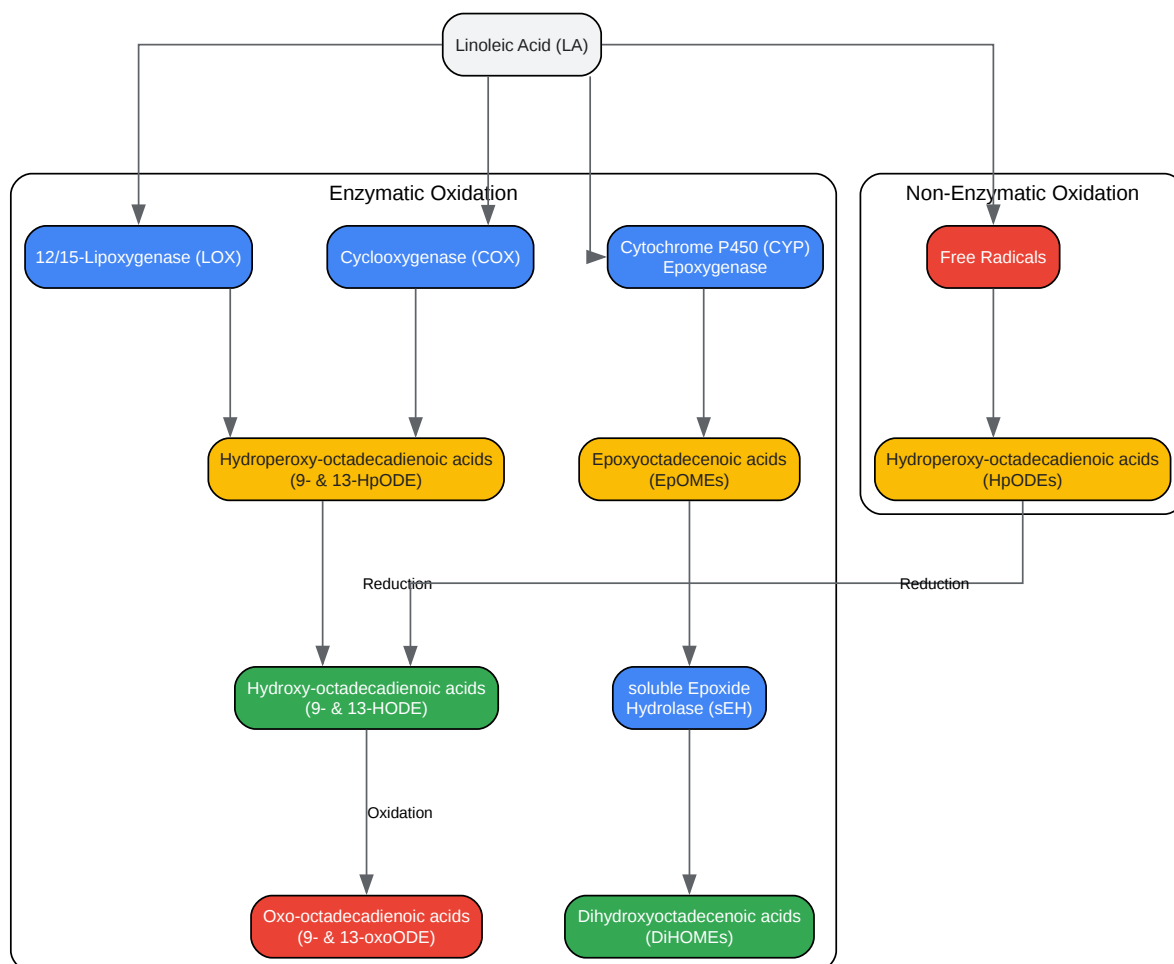 Linoleic Acid (LA)
Enzymatic Oxidation
Non-Enzymatic Oxidation
12/15-Lipoxygenase (LOX)
Cyclooxygenase (COX)
Cytochrome P450 (CYP)
Epoxygenase
Free Radicals
Hydroperoxy-octadecadienoic acids
(9- & 13-HpODE)
Epoxyoctadecenoic acids
(EpOMEs)
Hydroperoxy-octadecadienoic acids
(HpODEs)
Reduction
Reduction
Hydroxy-octadecadienoic acids
(9- & 13-HODE)
soluble Epoxide
Hydrolase (sEH)
Oxidation
Oxo-octadecadienoic acids
(9- & 13-oxoODE)
Dihydroxyoctadecenoic acids
(DiHOMEs)